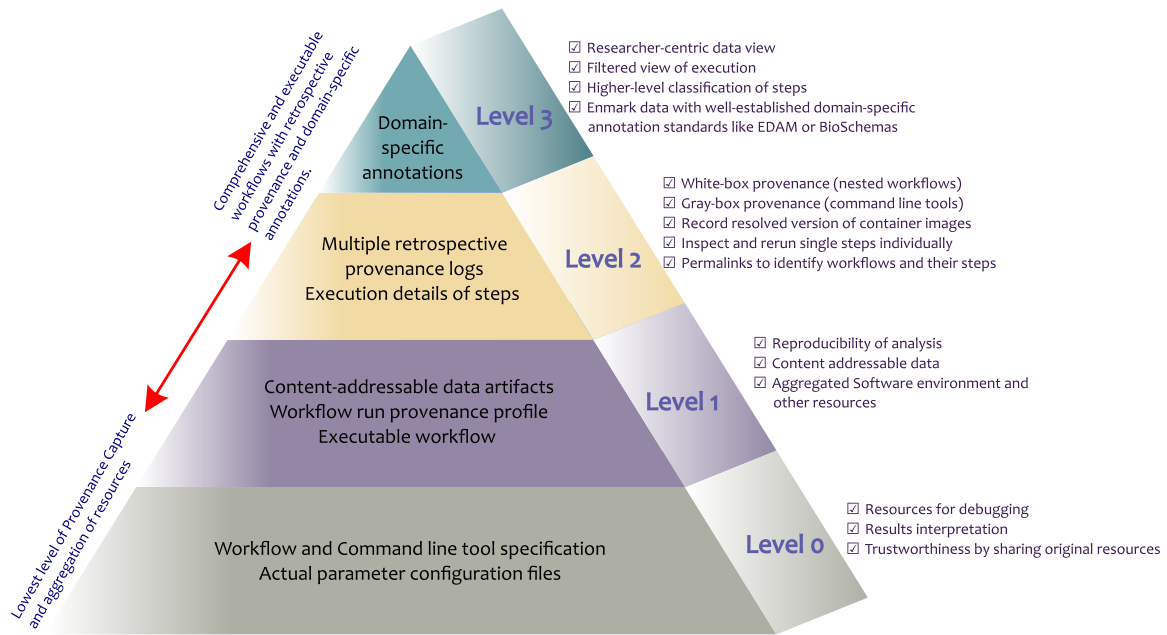 Comprehensive and executable
workflows with retrospective
provenance and domain-specific
annotations.
Domain-
specific
annotations
Level 3
☑ Researcher-centric data view
☑ Filtered view of execution
☑ Higher-level classification of steps
☑ Enmark data with well-established domain-specific
annotation standards like EDAM or BioSchemas
Multiple retrospective
provenance logs
Execution details of steps
Level 2
☑ White-box provenance (nested workflows)
☑ Gray-box provenance (command line tools)
☑ Record resolved version of container images
☑ Inspect and rerun single steps individually
☑ Permalinks to identify workflows and their steps
Content-addressable data artifacts
Workflow run provenance profile
Executable workflow
Level 1
☑ Reproducibility of analysis
☑ Content addressable data
☑ Aggregated Software environment and
other resources
Lowest level of Provenance Capture
and aggregation of resources
Workflow and Command line tool specification
Actual parameter configuration files
Level 0
☑ Resources for debugging
☑ Results interpretation
☑ Trustworthiness by sharing original resources